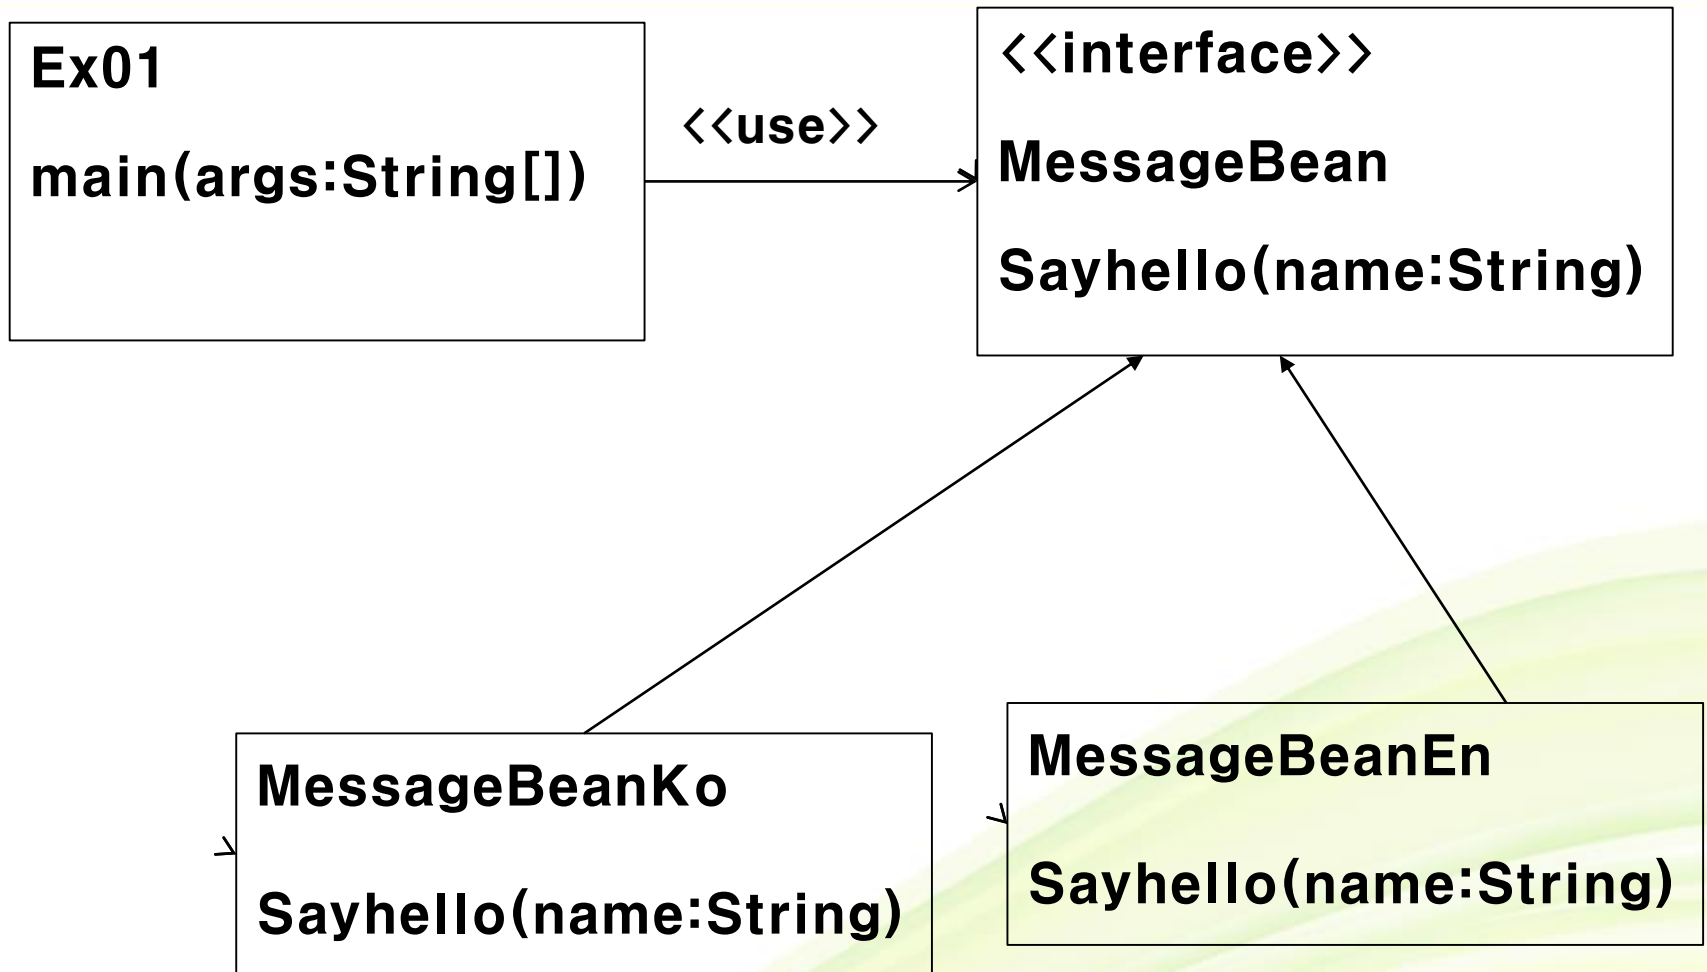 Ex01
main(args:String[])
<<use>>
<<interface>>
MessageBean
Sayhello(name:String)
MessageBeanKo
Sayhello(name:String)
MessageBeanEn
Sayhello(name:String)